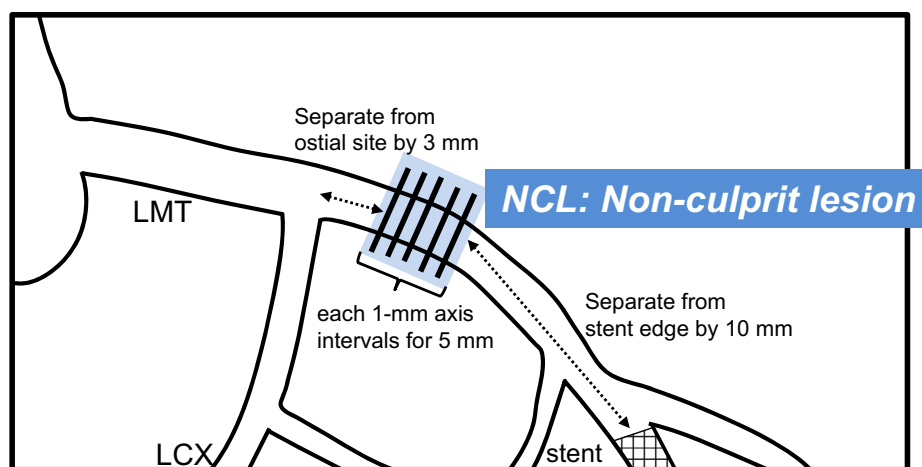 Separate from
ostial site by 3 mm
NCL: Non-culprit lesion
LMT
each 1-mm axis
intervals for 5 mm
Separate from
stent edge by 10 mm
LCX
stent